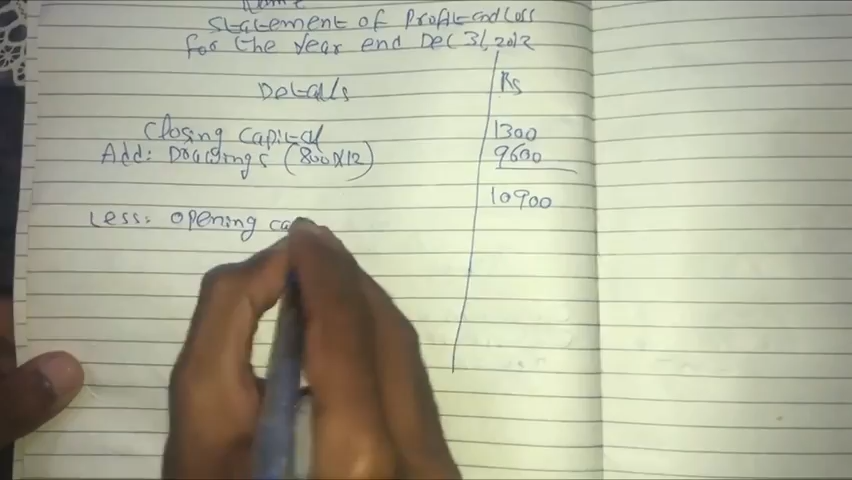 Statement of Profit and Loss
for the Year end Dec 31, 2012
Details Rs
Closing Capital 1300
Add: Drawings (800x12) 9600
10900
Less: opening ca